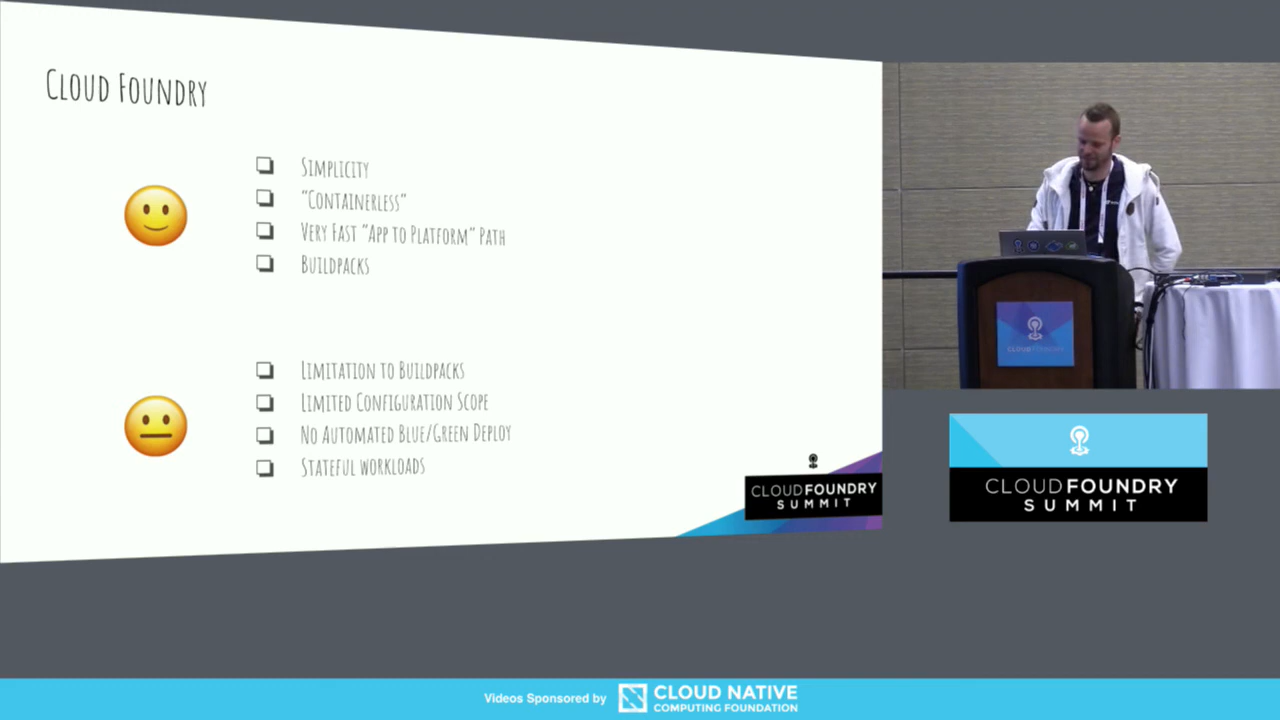 Cloud Foundry
Simplicity
"Containerless"
Very Fast "App to Platform" Path
Buildpacks
Limitation to Buildpacks
Limited Configuration Scope
No Automated Blue/Green Deploy
Stateful workloads
CLOUDFOUNDRY
SUMMIT
CLOUDFOUNDRY
CLOUDFOUNDRY
SUMMIT
Videos Sponsored by
CLOUD NATIVE
COMPUTING FOUNDATION